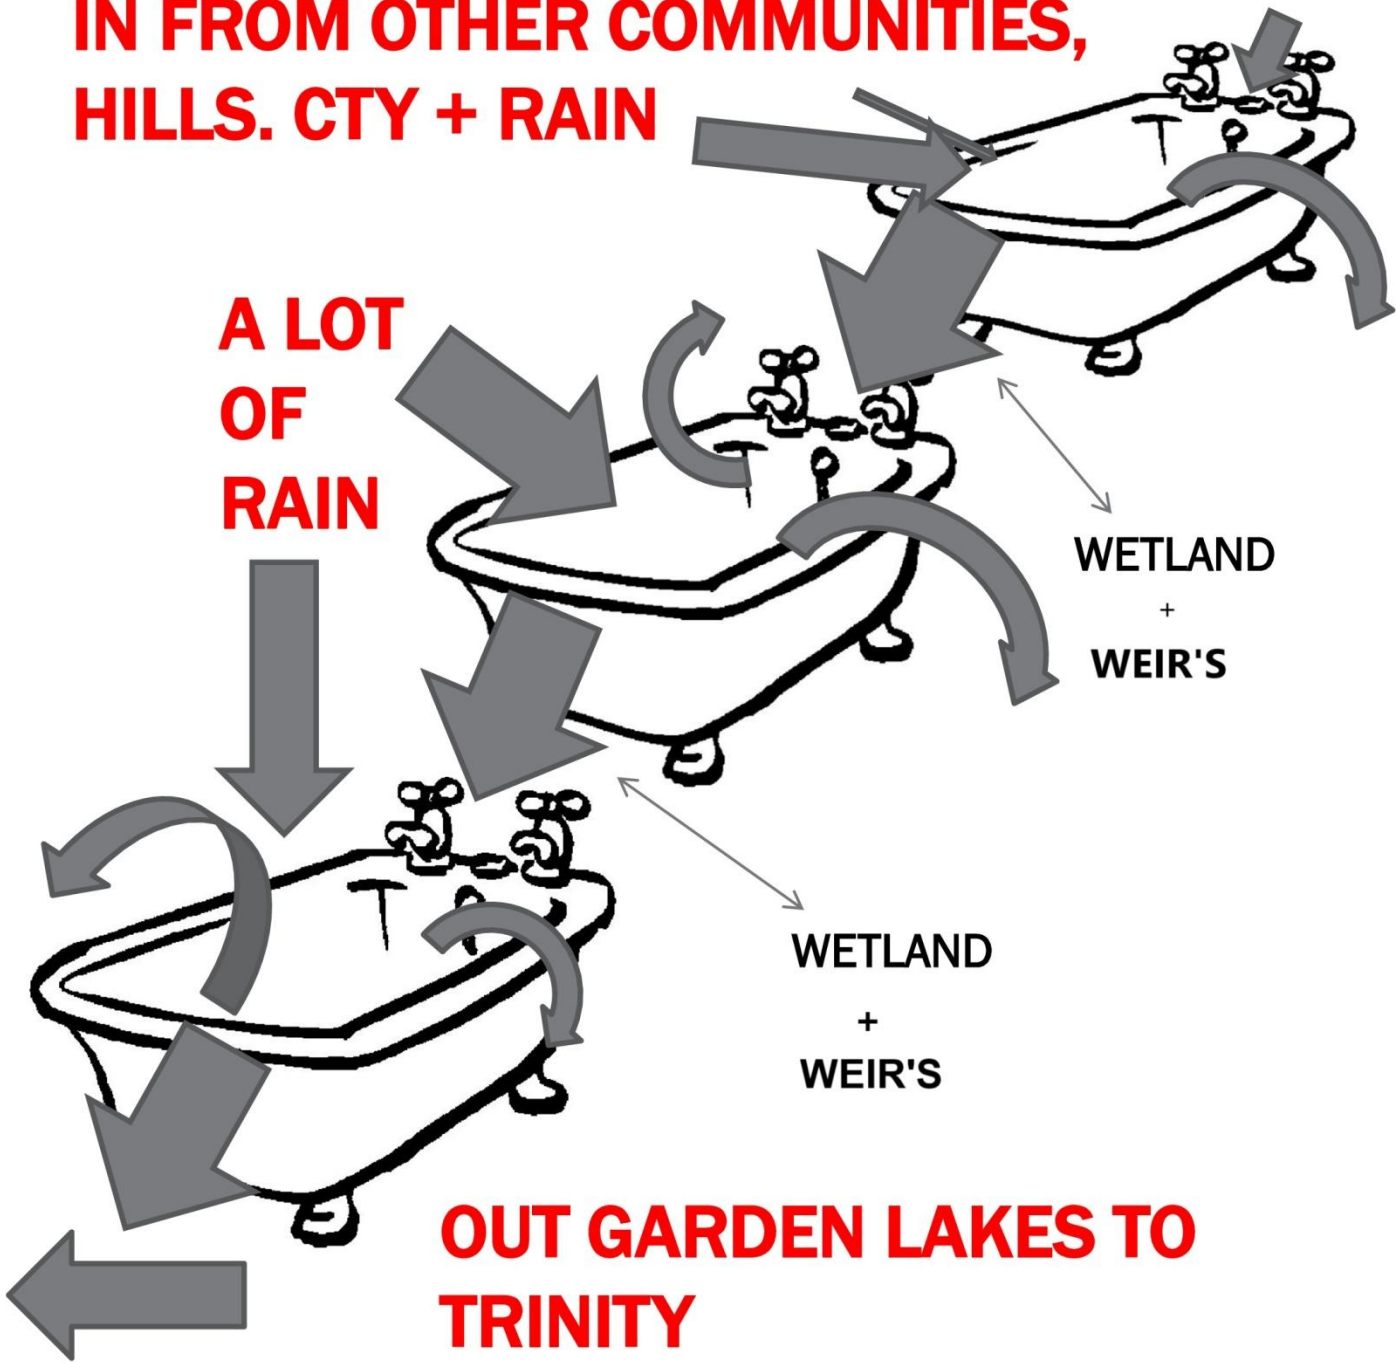 IN FROM OTHER COMMUNITIES,
HILLS. CTY + RAIN
A LOT
OF
RAIN
WETLAND
+
WEIR'S
WETLAND
+
WEIR'S
OUT GARDEN LAKES TO
TRINITY